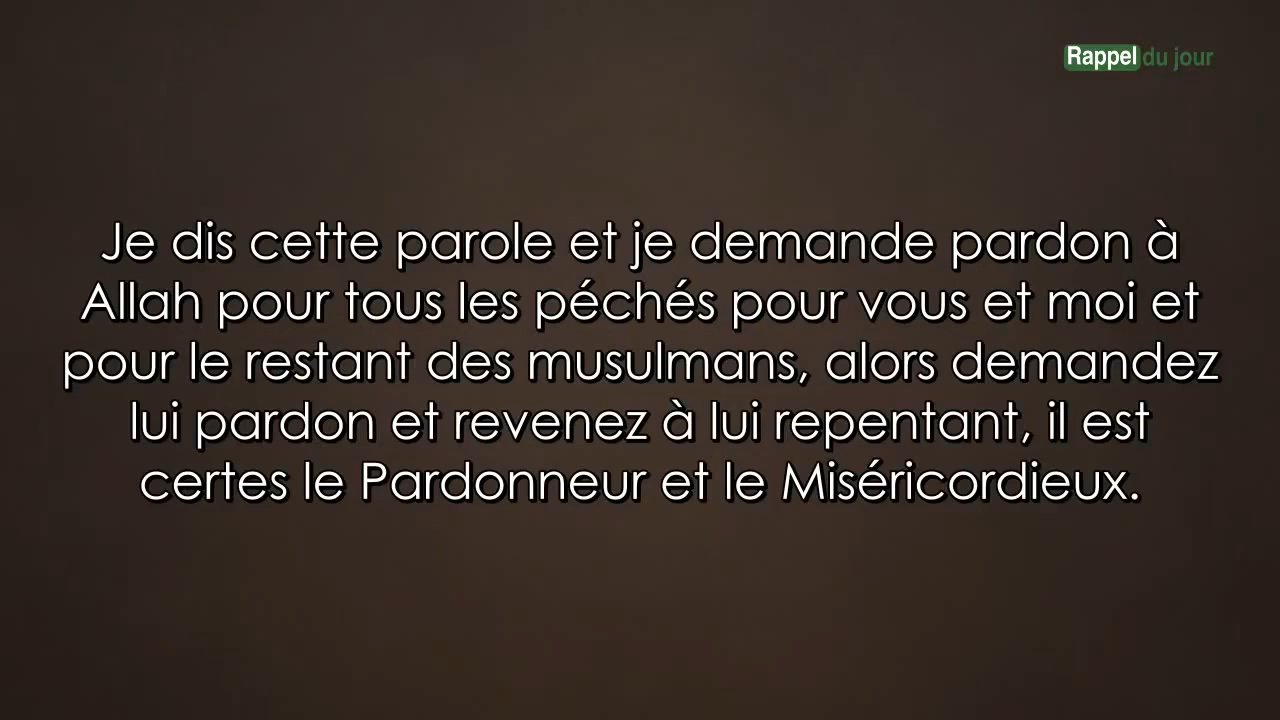 Rappel du jour
Je dis cette parole et je demande pardon à
Allah pour tous les péchés pour vous et moi et
pour le restant des musulmans, alors demandez
lui pardon et revenez à lui repentant, il est
certes le Pardonneur et le Miséricordieux.